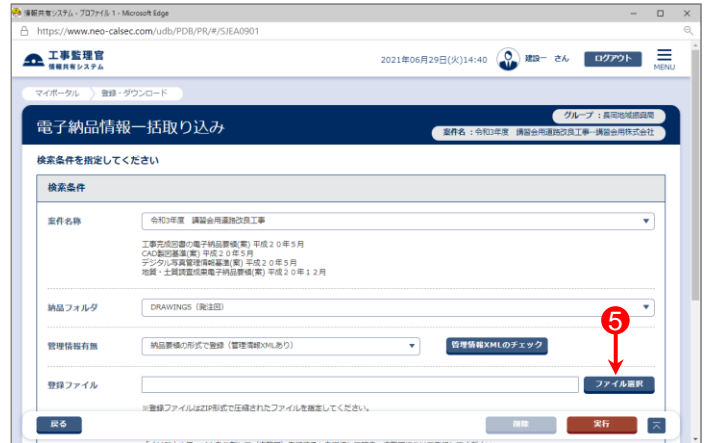 情報共有システム - プロファイル 1 - Microsoft Edge
https://www.neo-calsec.com/udb/PDB/PR/#/SJEA0901
工事監理官
情報共有システム
2021年06月29日(火)14:40
建設一 さん
ログアウト
MENU
マイポータル
登録・ダウンロード
電子納品情報一括取り込み
グループ：長岡地域振興局
案件名：令和3年度 講習会用道路改良工事--講習会用株式会社
検索条件を指定してください
検索条件
案件名称
令和3年度 講習会用道路改良工事
工事完成図書の電子納品要領(案) 平成２０年５月
CAD製図基準(案) 平成２０年５月
デジタル写真管理情報基準(案) 平成２０年５月
地質・土質調査成果電子納品要領(案) 平成２０年１２月
納品フォルダ
DRAWINGS（発注図）
5
管理情報有無
納品要領の形式で登録（管理情報XMLあり）
管理情報XMLのチェック
登録ファイル
ファイル選択
※登録ファイルはZIP形式で圧縮されたファイルを指定してください。
戻る
削除
実行